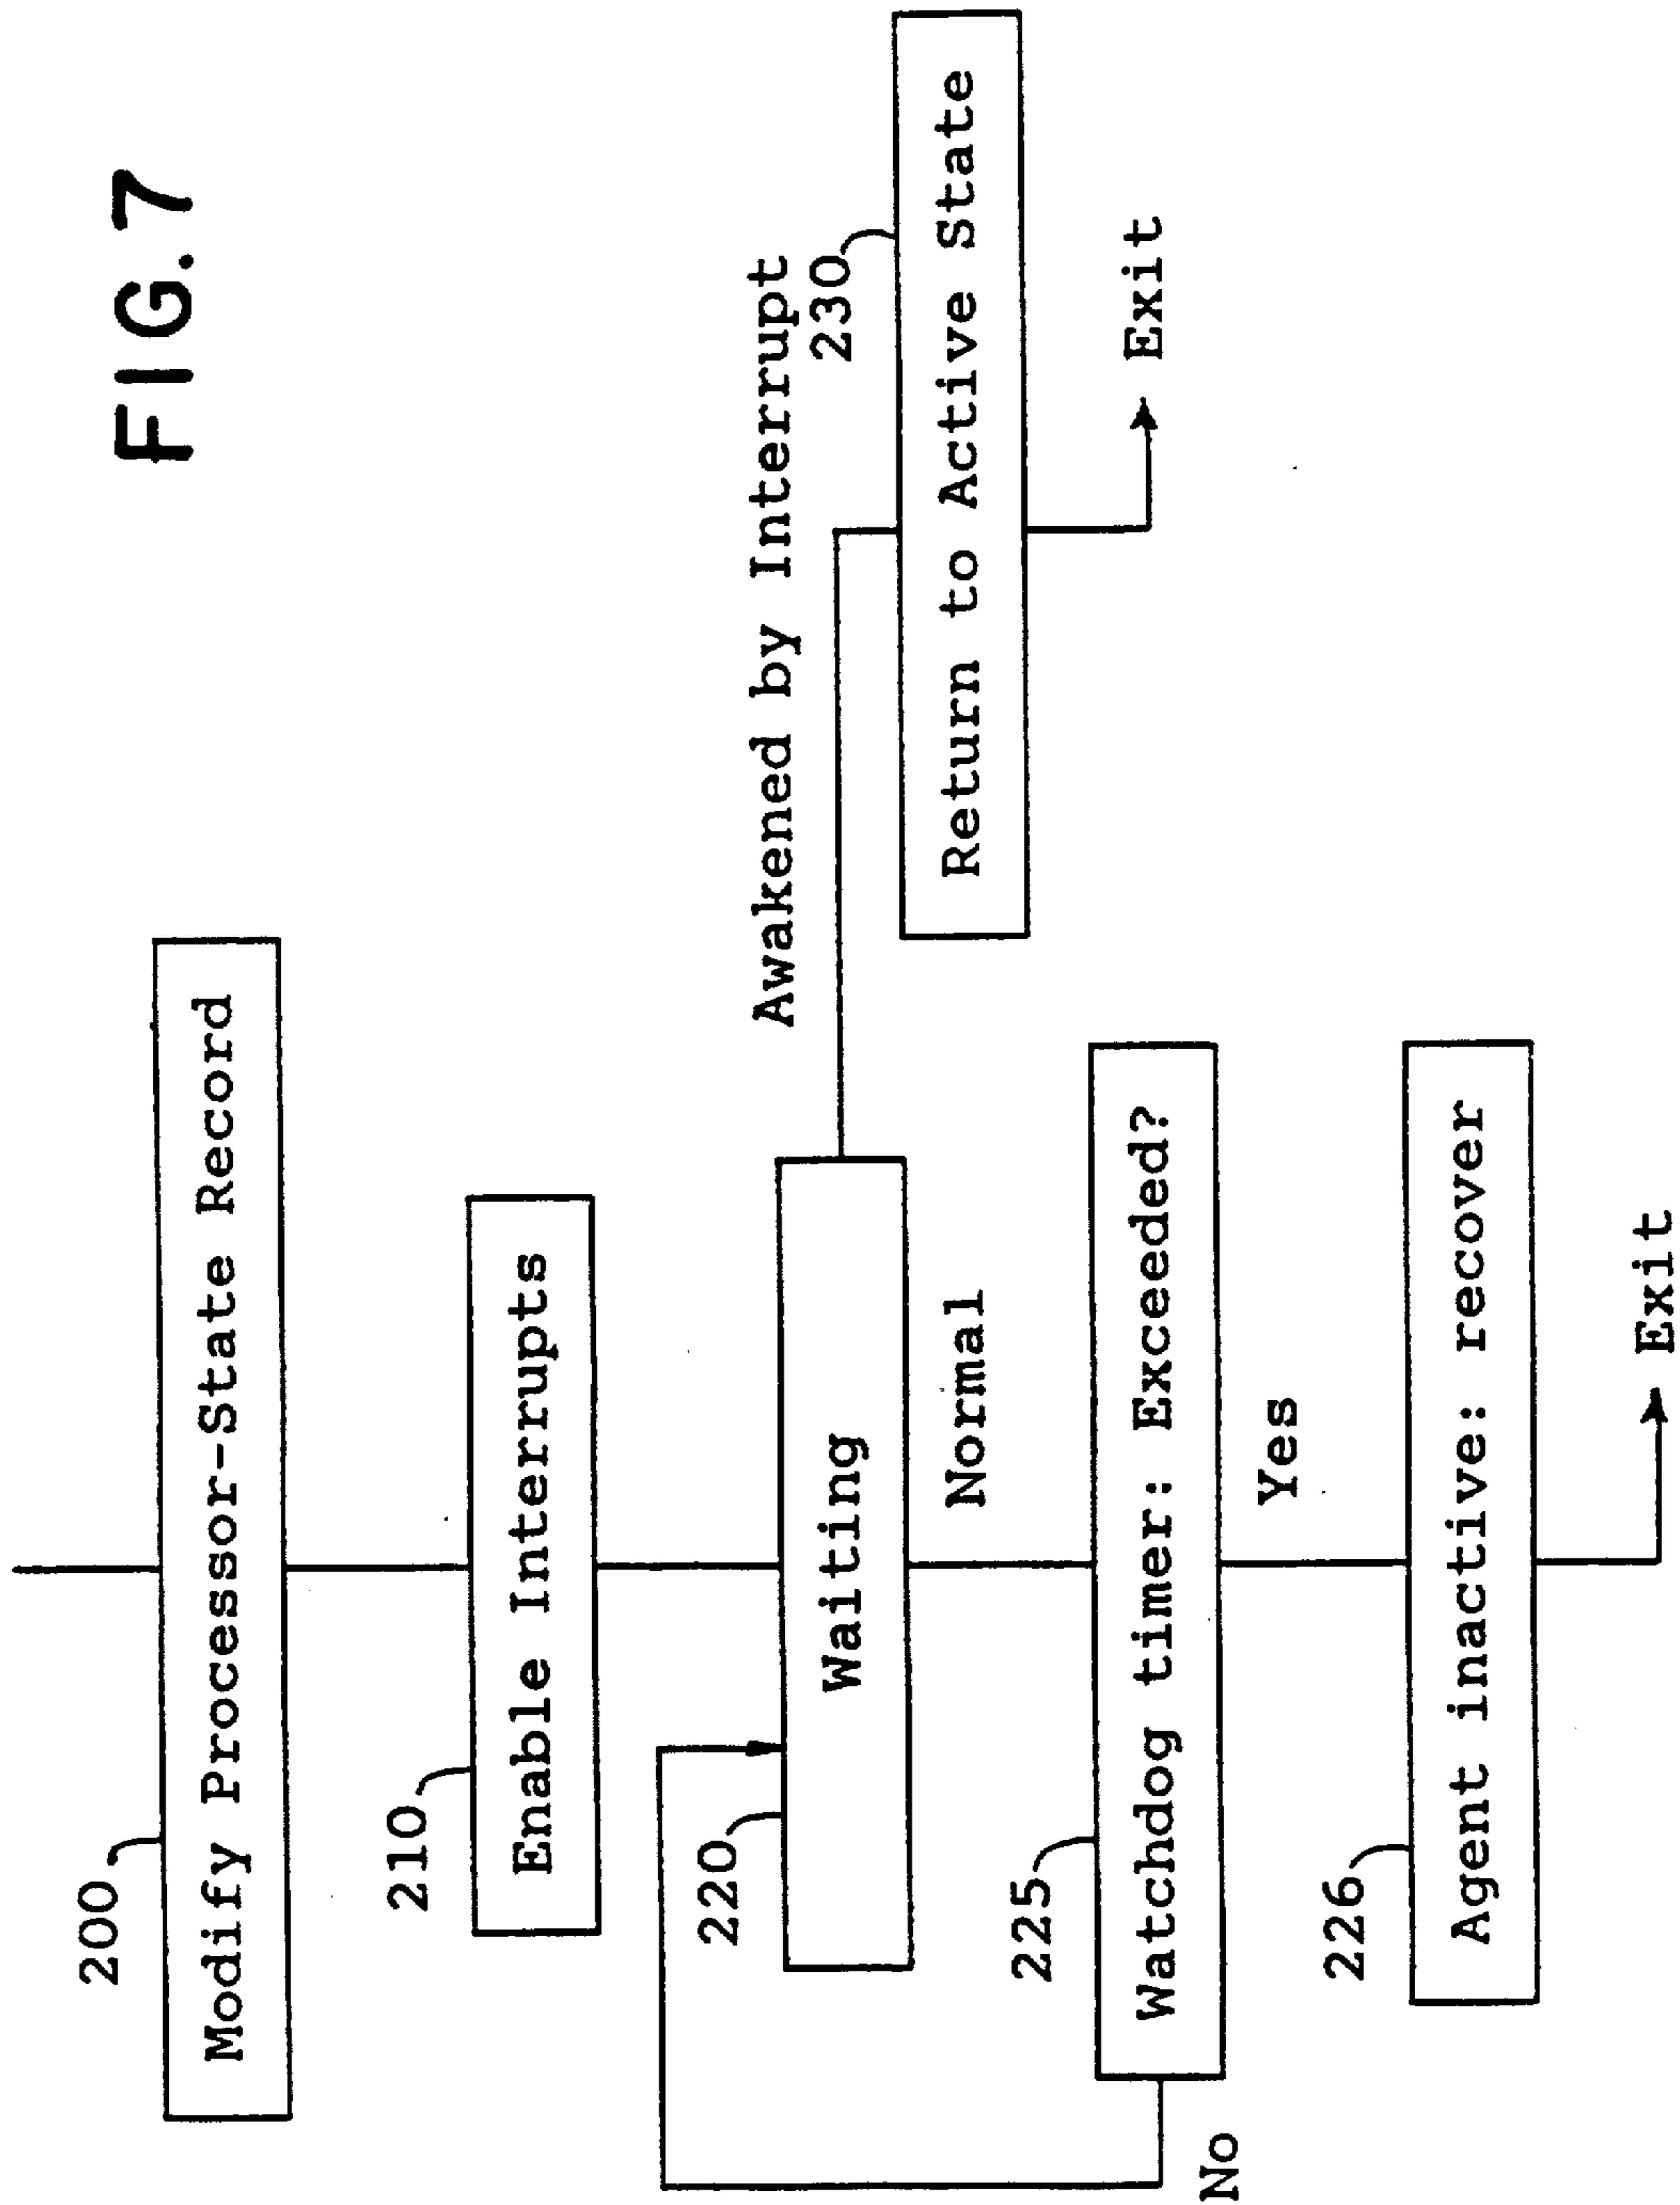 FIG.7
200
Modify Processor-State Record
210
Enable Interrupts
220
Waiting
Awakened by Interrupt
230
Return to Active State
Exit
Normal
225
Watchdog timer: Exceeded?
No
Yes
226
Agent inactive: recover
Exit